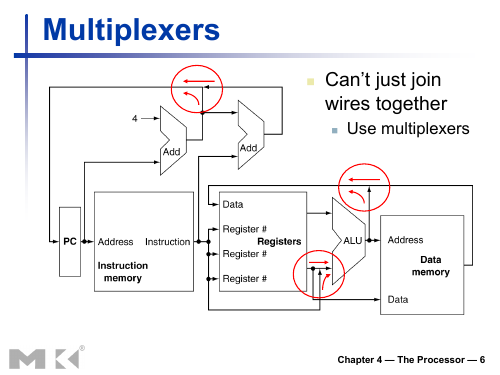 Multiplexers
Can't just join
wires together
Use multiplexers
4
Add
Add
Data
Register #
PC
Address
Instruction
Registers
ALU
Address
Register #
Instruction
memory
Data
memory
Register #
Data
MK®
Chapter 4 — The Processor — 6